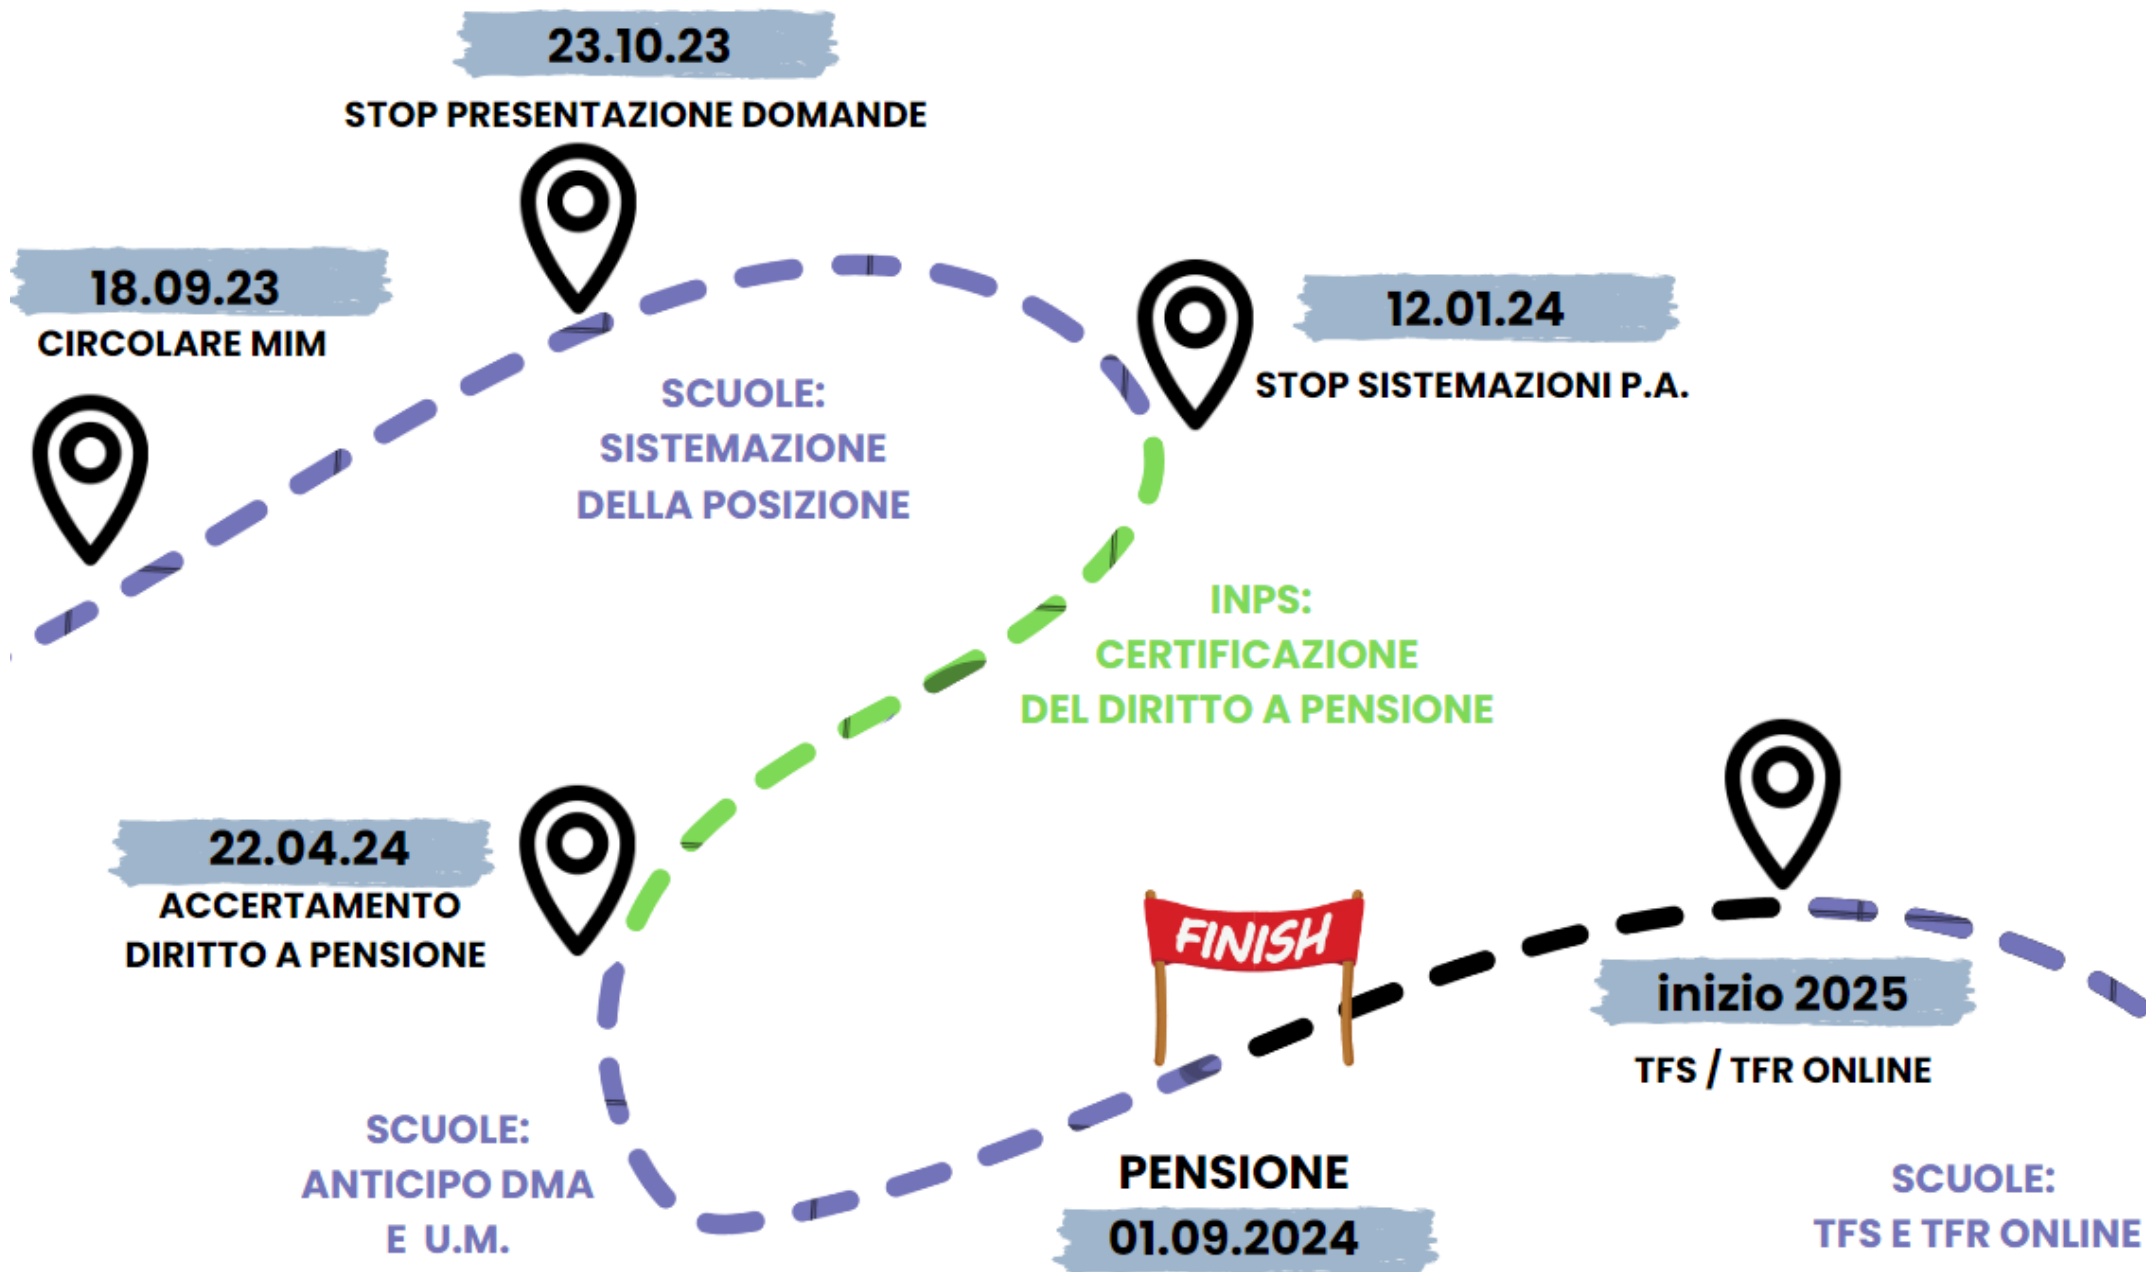 23.10.23
STOP PRESENTAZIONE DOMANDE
18.09.23
CIRCOLARE MIM
12.01.24
STOP SISTEMAZIONI P.A.
SCUOLE:
SISTEMAZIONE
DELLA POSIZIONE
INPS:
CERTIFICAZIONE
DEL DIRITTO A PENSIONE
22.04.24
ACCERTAMENTO
DIRITTO A PENSIONE
FINISH
inizio 2025
TFS / TFR ONLINE
SCUOLE:
ANTICIPO DMA
E U.M.
PENSIONE
01.09.2024
SCUOLE:
TFS E TFR ONLINE